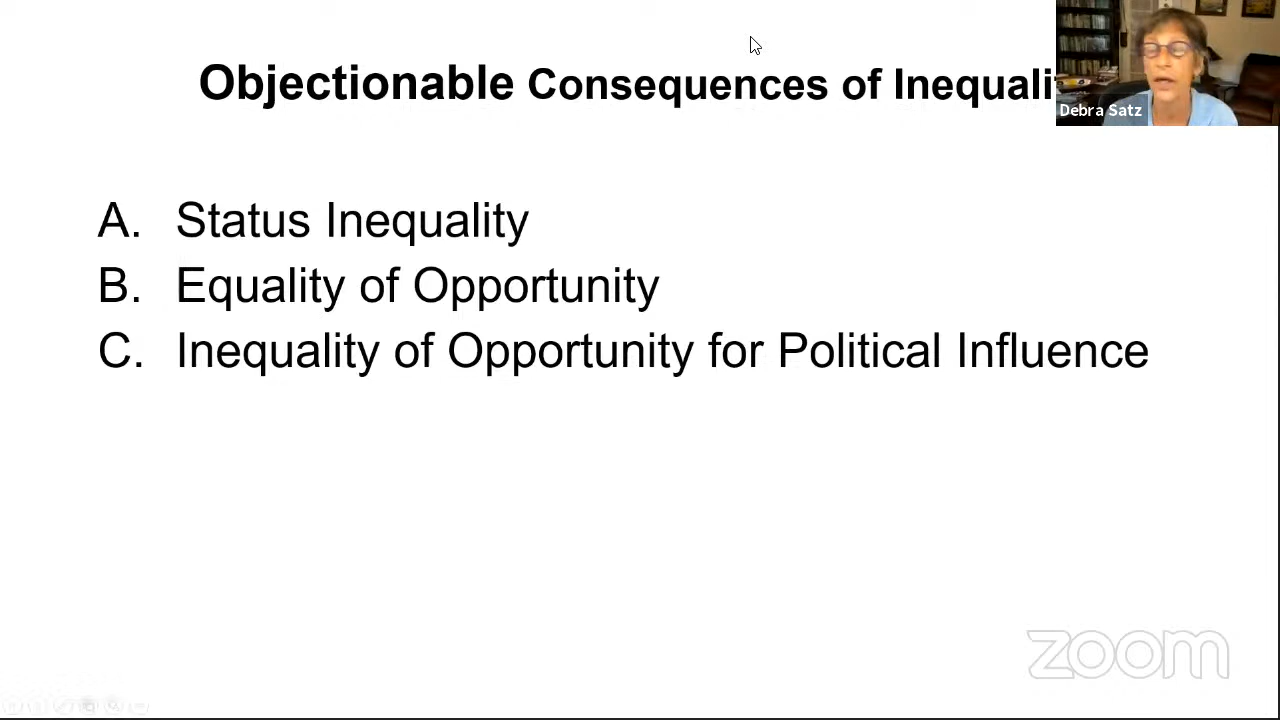 Objectionable Consequences of Inequali
Debra Satz
A. Status Inequality
B. Equality of Opportunity
C. Inequality of Opportunity for Political Influence
zoom